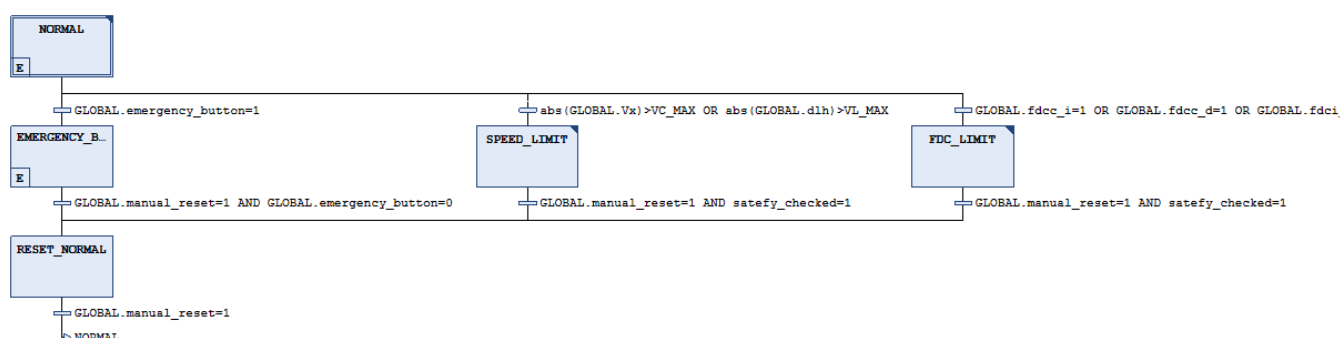 NORMAL
E
GLOBAL.emergency_button=1
abs(GLOBAL.Vx)>VC_MAX OR abs(GLOBAL.dlh)>VL_MAX
GLOBAL.fdcc_i=1 OR GLOBAL.fdcc_d=1 OR GLOBAL.fdci
EMERGENCY_B...
SPEED_LIMIT
FDC_LIMIT
E
GLOBAL.manual_reset=1 AND GLOBAL.emergency_button=0
GLOBAL.manual_reset=1 AND satefy_checked=1
GLOBAL.manual_reset=1 AND satefy_checked=1
RESET_NORMAL
GLOBAL.manual_reset=1
NORMAL